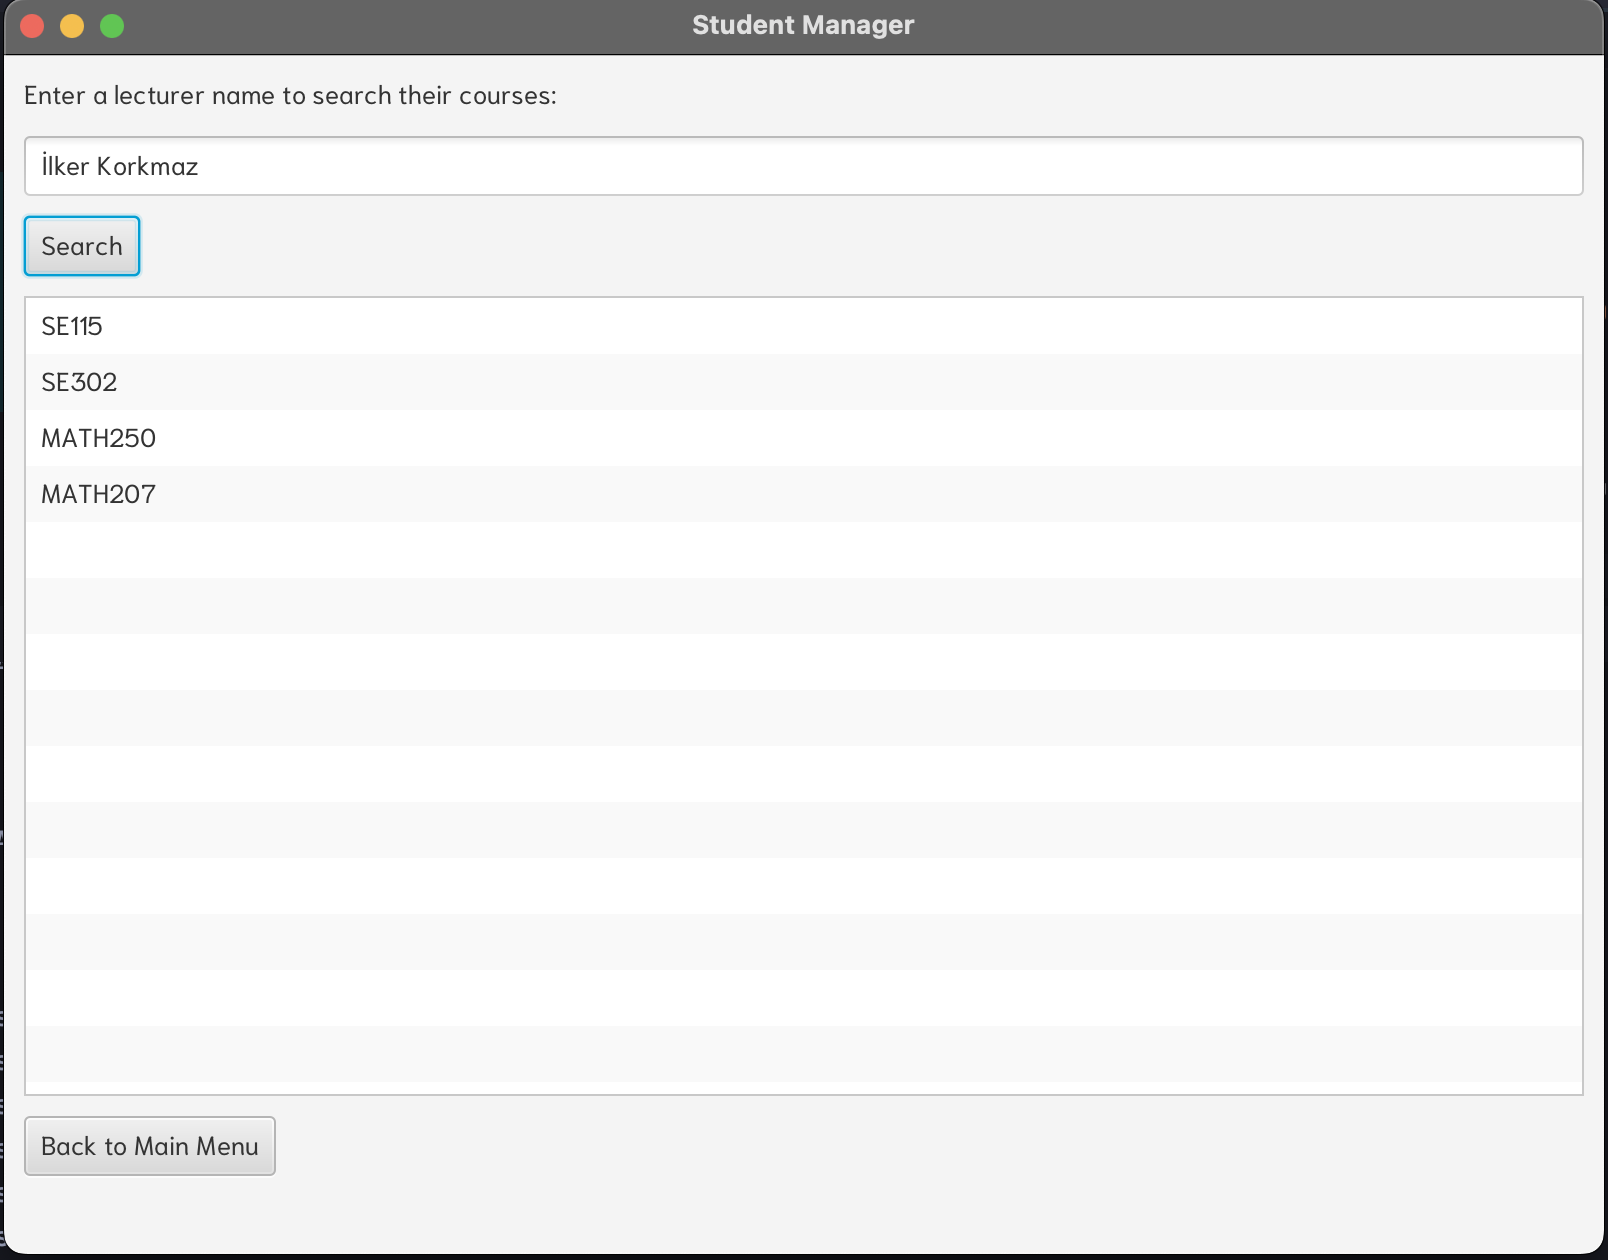 Student Manager
Enter a lecturer name to search their courses:
İlker Korkmaz
Search
SE115
SE302
MATH250
MATH207
Back to Main Menu